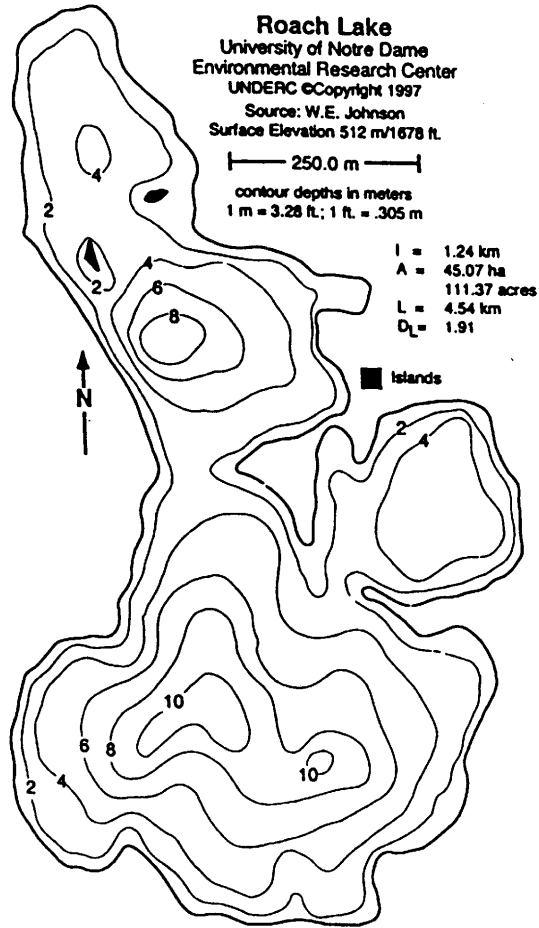 Roach Lake
University of Notre Dame
Environmental Research Center
UNDERC ©Copyright 1997
Source: W.E. Johnson
Surface Elevation 512 m/1678 ft.
250.0 m
contour depths in meters
1 m = 3.28 ft.; 1 ft. = .305 m
l = 1.24 km
A = 45.07 ha
111.37 acres
L = 4.54 km
DL= 1.91
Islands
N
4
2
2
4
6
8
2
4
10
6
8
10
2
4